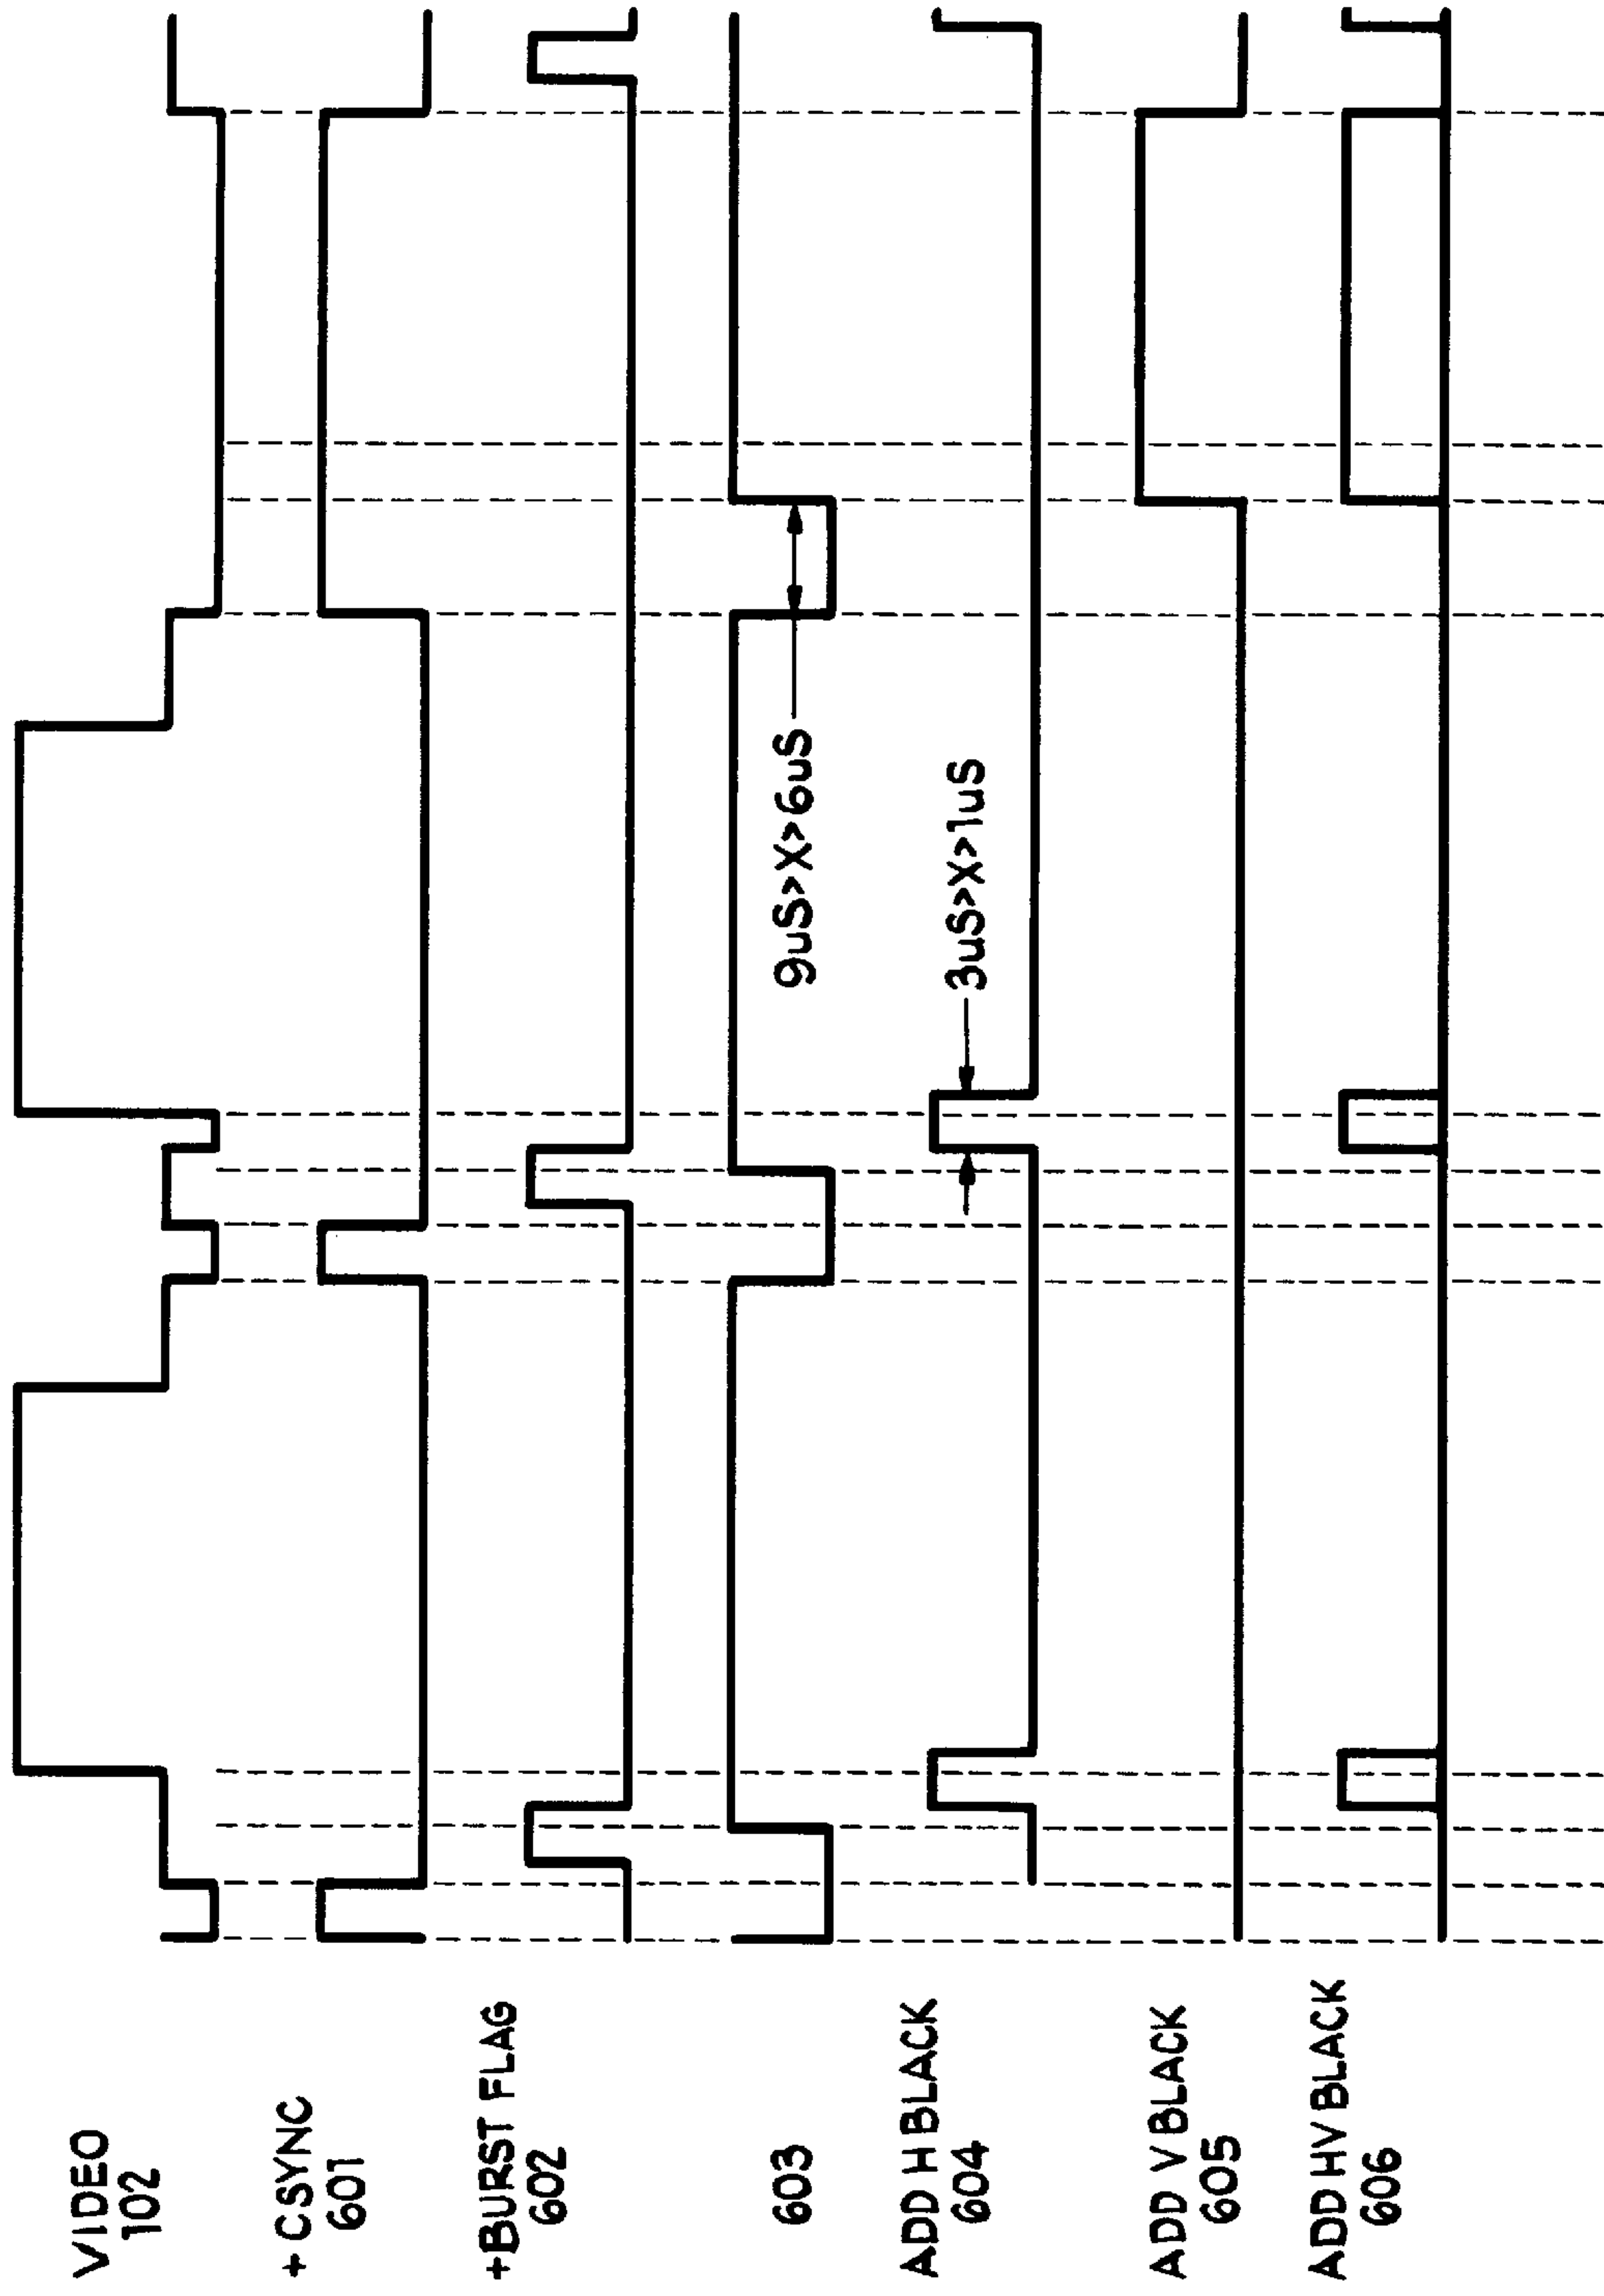 VIDEO
102
+ CSYNC
601
+BURST FLAG
602
603
9uS>X>6uS
ADD H BLACK
604
3uS>X>1uS
ADD V BLACK
605
ADD HV BLACK
606